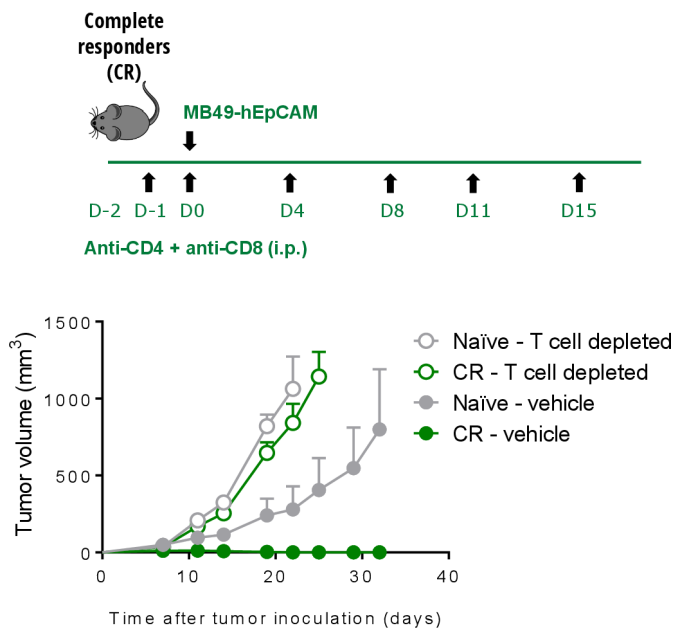 Complete
responders
(CR)
MB49-hEpCAM
D-2 D-1 D0 D4 D8 D11 D15
Anti-CD4 + anti-CD8 (i.p.)
1500
1000
500
0
0 10 20 30 40
Tumor volume (mm³)
Time after tumor inoculation (days)
Naïve - T cell depleted
CR - T cell depleted
Naïve - vehicle
CR - vehicle